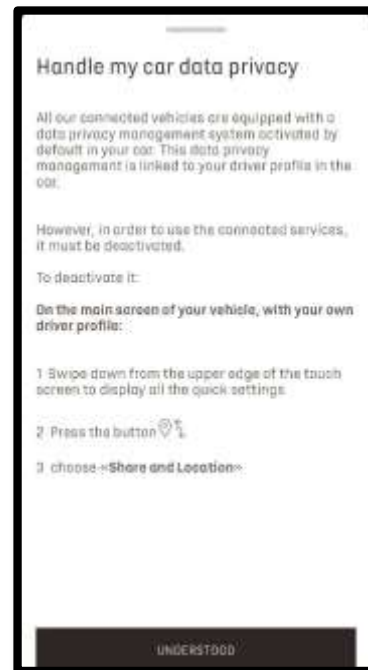 Handle my car data privacy
All our connected vehicles are equipped with a
data privacy management system activated by
default in your car. This data privacy
management is linked to your driver profile in the
car.
However, in order to use the connected services,
it must be deactivated.
To deactivate it:
On the main screen of your vehicle, with your own
driver profile:
1 Swipe down from the upper edge of the touch
screen to display all the quick settings
2 Press the button
3 choose «Share and Location»
UNDERSTOOD